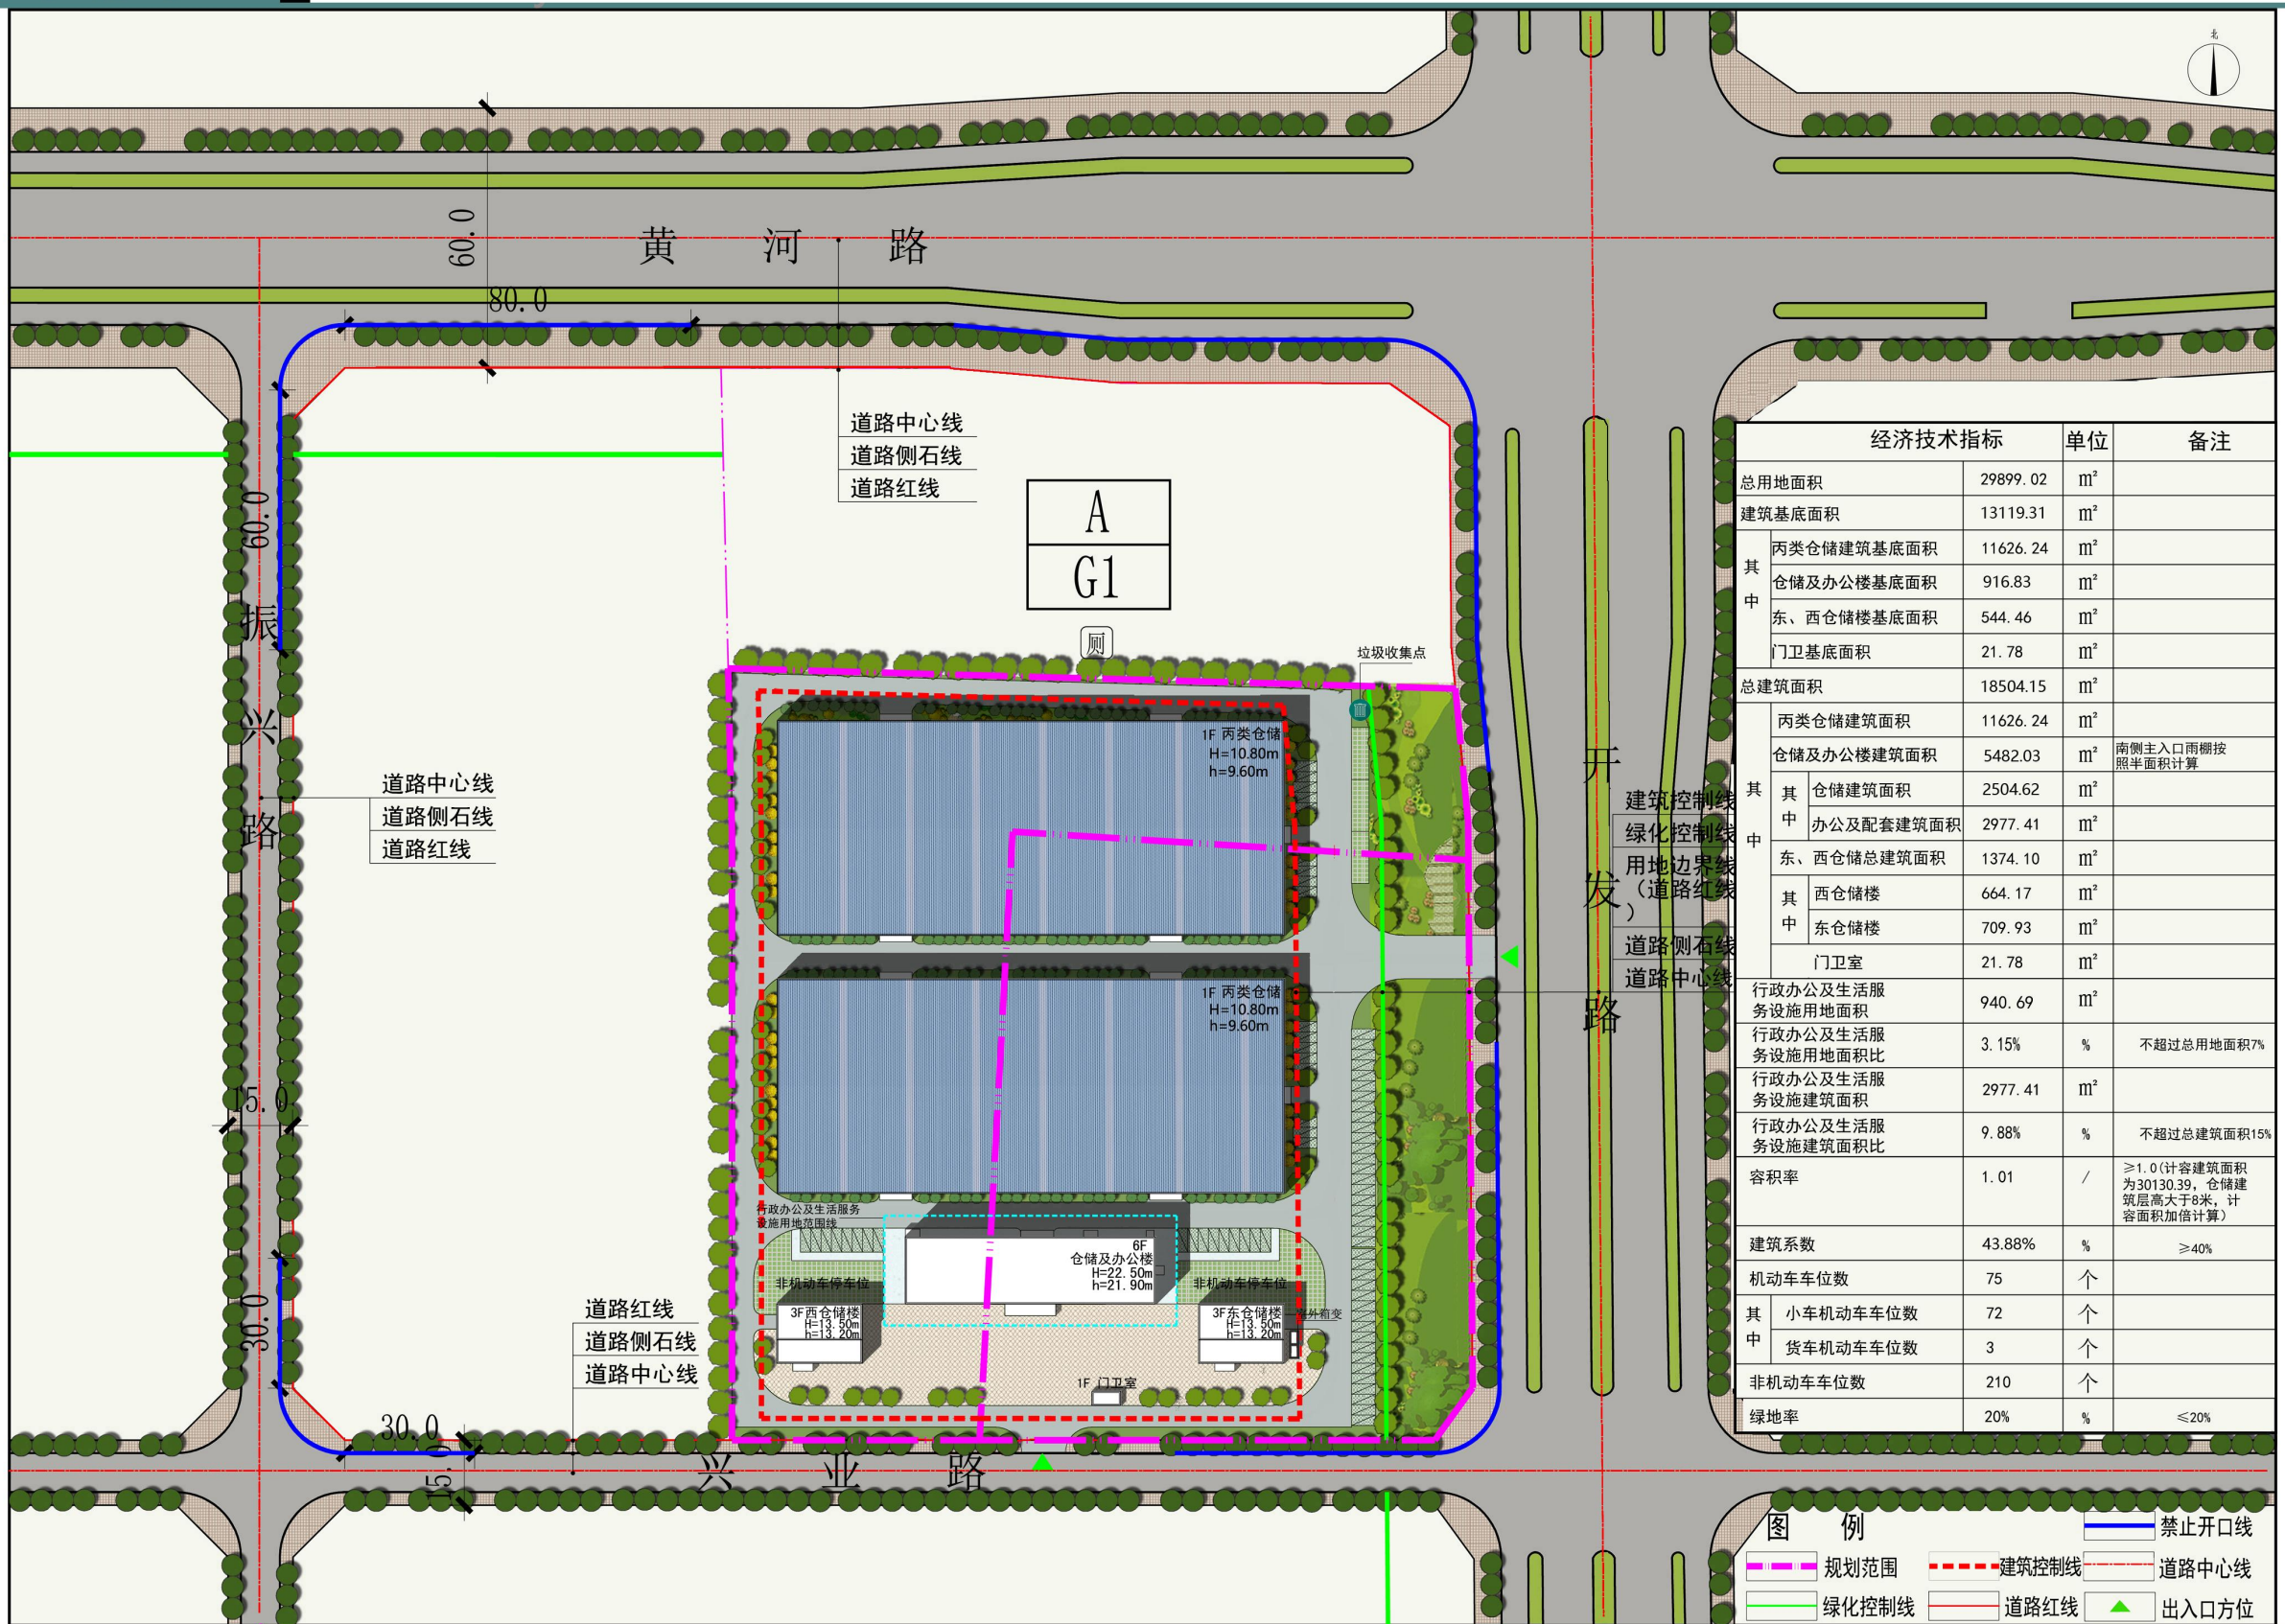 北
60.0
黄 河 路
80.0
道路中心线
道路侧石线
道路红线
A
G1
厕
垃圾收集点
60.0
振
兴
路
道路中心线
道路侧石线
道路红线
15.0
30.0
1F 丙类仓储
H=10.80m
h=9.60m
1F 丙类仓储
H=10.80m
h=9.60m
行政办公及生活服务
设施用地范围线
6F
仓储及办公楼
H=22.50m
h=21.90m
非机动车停车位
非机动车停车位
3F西仓储楼
H=13.50m
h=13.20m
3F东仓储楼
H=13.50m
h=13.20m
室外箱变
1F 门卫室
道路红线
道路侧石线
道路中心线
30.0
15.0
兴 业 路
开
发
路
建筑控制线
绿化控制线
用地边界线
（道路红线
）
道路侧石线
道路中心线
经济技术指标 单位 备注
总用地面积 29899.02 m²
建筑基底面积 13119.31 m²
其中
丙类仓储建筑基底面积 11626.24 m²
仓储及办公楼基底面积 916.83 m²
东、西仓储楼基底面积 544.46 m²
门卫基底面积 21.78 m²
总建筑面积 18504.15 m²
其中
丙类仓储建筑面积 11626.24 m²
仓储及办公楼建筑面积 5482.03 m² 南侧主入口雨棚按
照半面积计算
其中
仓储建筑面积 2504.62 m²
办公及配套建筑面积 2977.41 m²
东、西仓储总建筑面积 1374.10 m²
其中
西仓储楼 664.17 m²
东仓储楼 709.93 m²
门卫室 21.78 m²
行政办公及生活服
务设施用地面积 940.69 m²
行政办公及生活服
务设施用地面积比 3.15% % 不超过总用地面积7%
行政办公及生活服
务设施建筑面积 2977.41 m²
行政办公及生活服
务设施建筑面积比 9.88% % 不超过总建筑面积15%
容积率 1.01 / ≥1.0(计容建筑面积
为30130.39，仓储建
筑层高大于8米，计
容面积加倍计算）
建筑系数 43.88% % ≥40%
机动车车位数 75 个
其中
小车机动车车位数 72 个
货车机动车车位数 3 个
非机动车车位数 210 个
绿地率 20% % ≤20%
图 例
禁止开口线
规划范围
建筑控制线
道路中心线
绿化控制线
道路红线
出入口方位